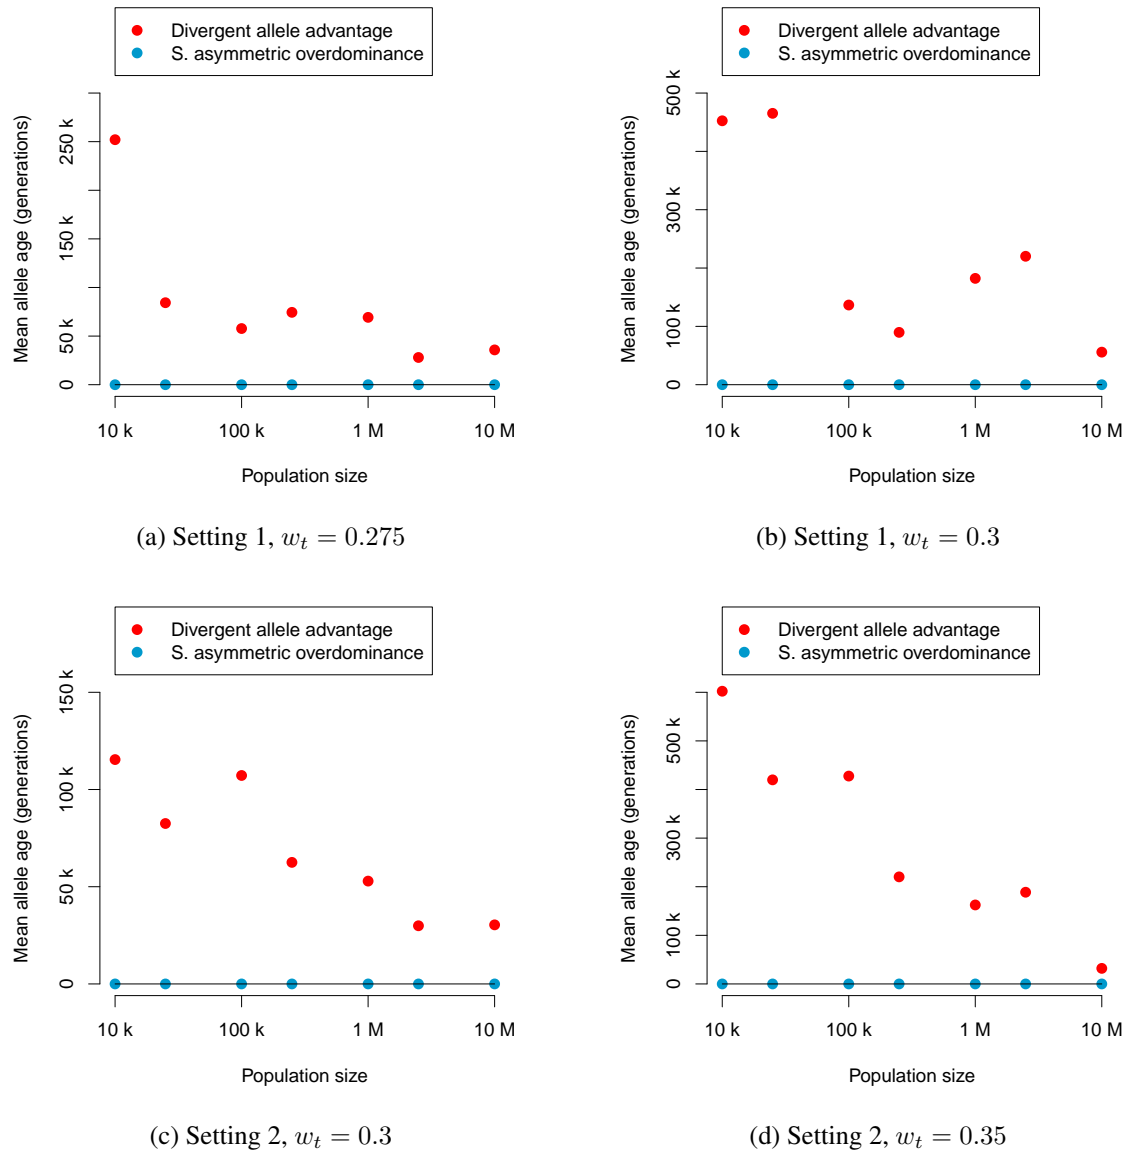 Divergent allele advantage
S. asymmetric overdominance
Mean allele age (generations)
0
50 k
150 k
250 k
10 k
100 k
1 M
10 M
Population size
(a) Setting 1, w_t = 0.275
Divergent allele advantage
S. asymmetric overdominance
Mean allele age (generations)
0
100 k
300 k
500 k
10 k
100 k
1 M
10 M
Population size
(b) Setting 1, w_t = 0.3
Divergent allele advantage
S. asymmetric overdominance
Mean allele age (generations)
0
50 k
100 k
150 k
10 k
100 k
1 M
10 M
Population size
(c) Setting 2, w_t = 0.3
Divergent allele advantage
S. asymmetric overdominance
Mean allele age (generations)
0
100 k
300 k
500 k
10 k
100 k
1 M
10 M
Population size
(d) Setting 2, w_t = 0.35